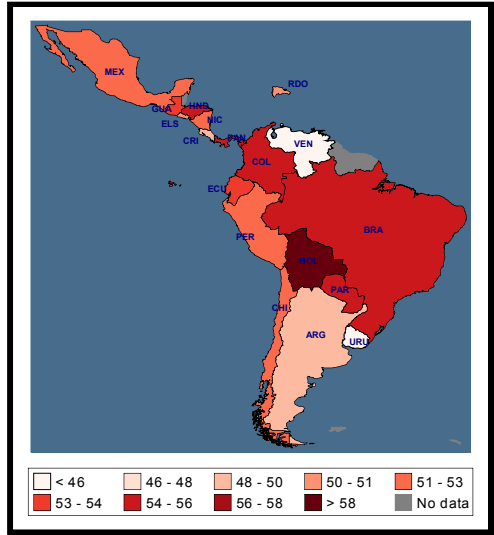 MEX
RDO
GUA
HND
NIC
ELS
CRI
PAN
VEN
COL
ECU
BRA
PER
BOL
PAR
CHI
ARG
URU
< 46 46 - 48 48 - 50 50 - 51 51 - 53
53 - 54 54 - 56 56 - 58 > 58 No data